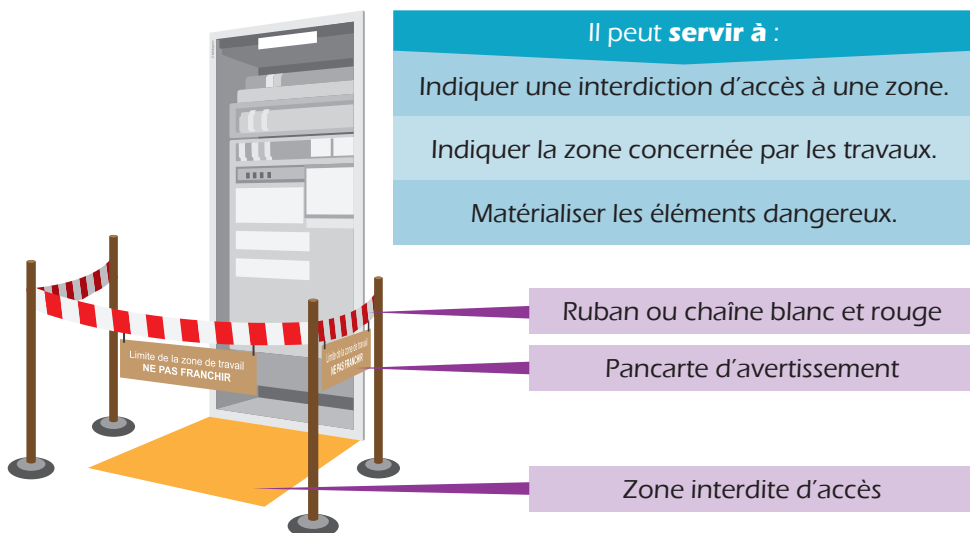 Il peut servir à :
Indiquer une interdiction d'accès à une zone.
Indiquer la zone concernée par les travaux.
Matérialiser les éléments dangereux.
Ruban ou chaîne blanc et rouge
Limite de la zone de travail
NE PAS FRANCHIR
Limite de la zone de travail
NE PAS FRANCHIR
Pancarte d'avertissement
Zone interdite d'accès